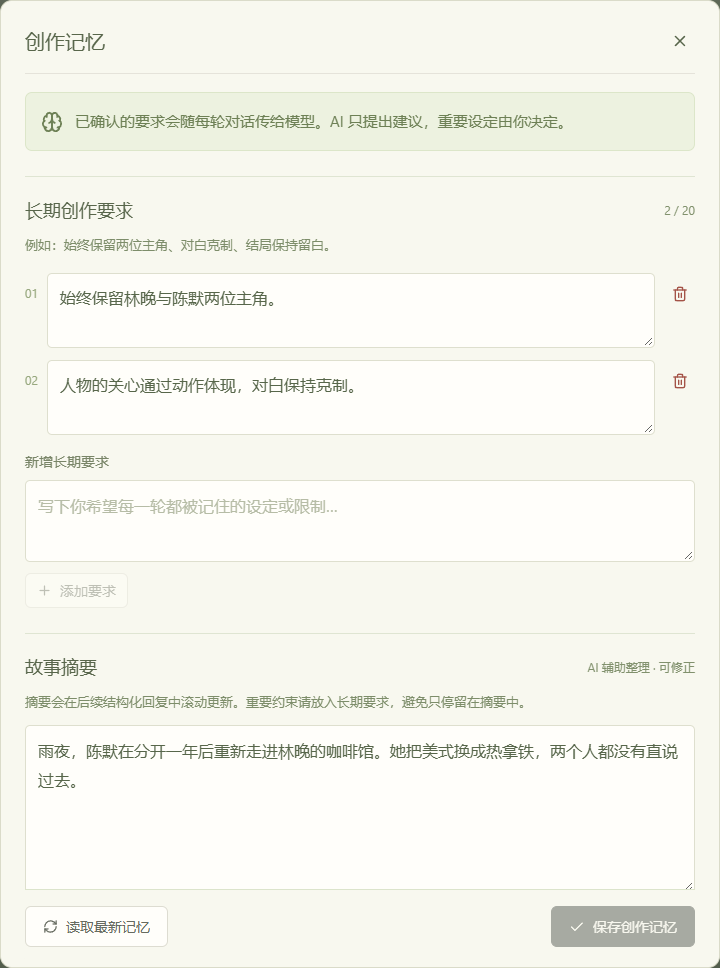 创作记忆
已确认的要求会随每轮对话传给模型。AI 只提出建议，重要设定由你决定。
长期创作要求
2 / 20
例如：始终保留两位主角、对白克制、结局保持留白。
01
始终保留林晚与陈默两位主角。
02
人物的关心通过动作体现，对白保持克制。
新增长期要求
写下你希望每一轮都被记住的设定或限制...
添加要求
故事摘要
AI 辅助整理 · 可修正
摘要会在后续结构化回复中滚动更新。重要约束请放入长期要求，避免只停留在摘要中。
雨夜，陈默在分开一年后重新走进林晚的咖啡馆。她把美式换成热拿铁，两个人都没有直说
过去。
读取最新记忆
保存创作记忆